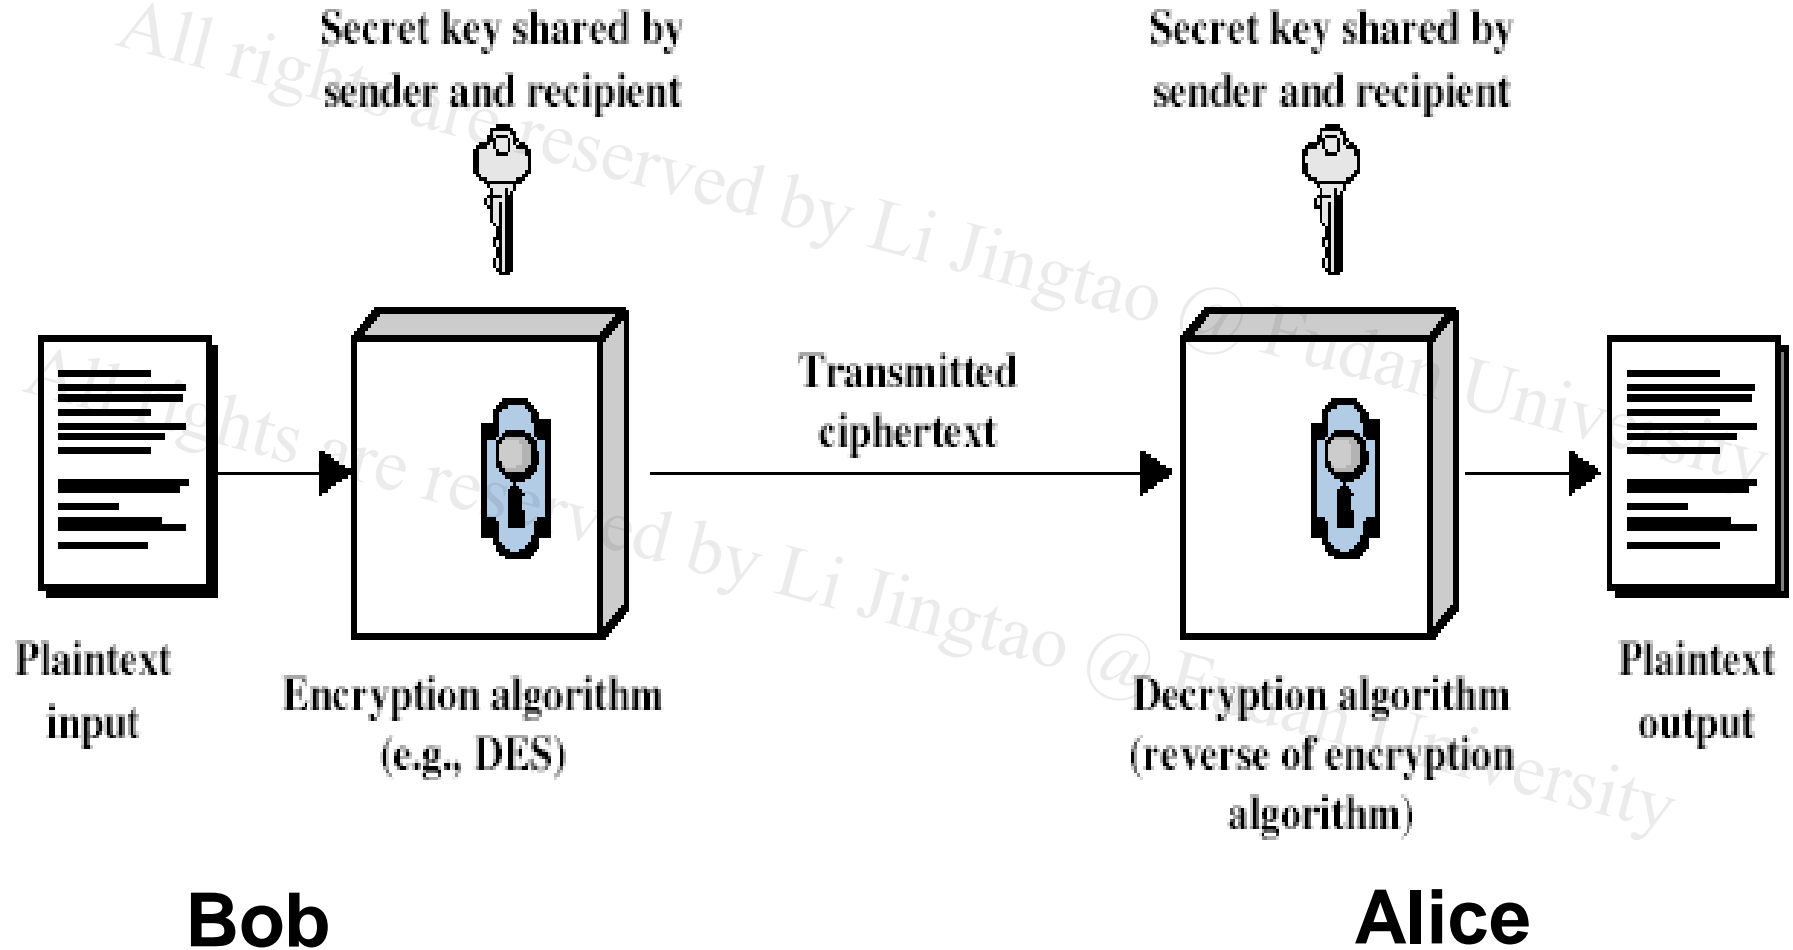 Secret key shared by
sender and recipient
Secret key shared by
sender and recipient
Transmitted
ciphertext
Plaintext
input
Encryption algorithm
(e.g., DES)
Decryption algorithm
(reverse of encryption
algorithm)
Plaintext
output
Bob
Alice
All rights are reserved by Li Jingtao @ Fudan University
All rights are reserved by Li Jingtao @ Fudan University